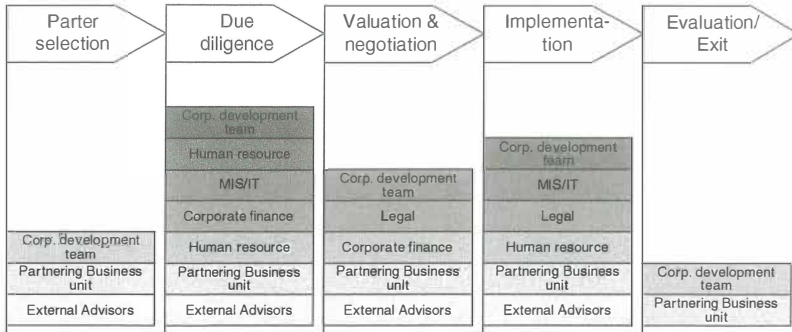 Parter
selection
Due
diligence
Valuation &
negotiation
Implementa-
tion
Evaluation/
Exit
Corp. development
team
Partnering Business
unit
External Advisors
Corp. development
team
Human resource
MIS/IT
Corporate finance
Human resource
Partnering Business
unit
External Advisors
Corp. development
team
Legal
Corporate finance
Partnering Business
unit
External Advisors
Corp. development
team
MIS/IT
Legal
Human resource
Partnering Business
unit
External Advisors
Corp. development
team
Partnering Business
unit